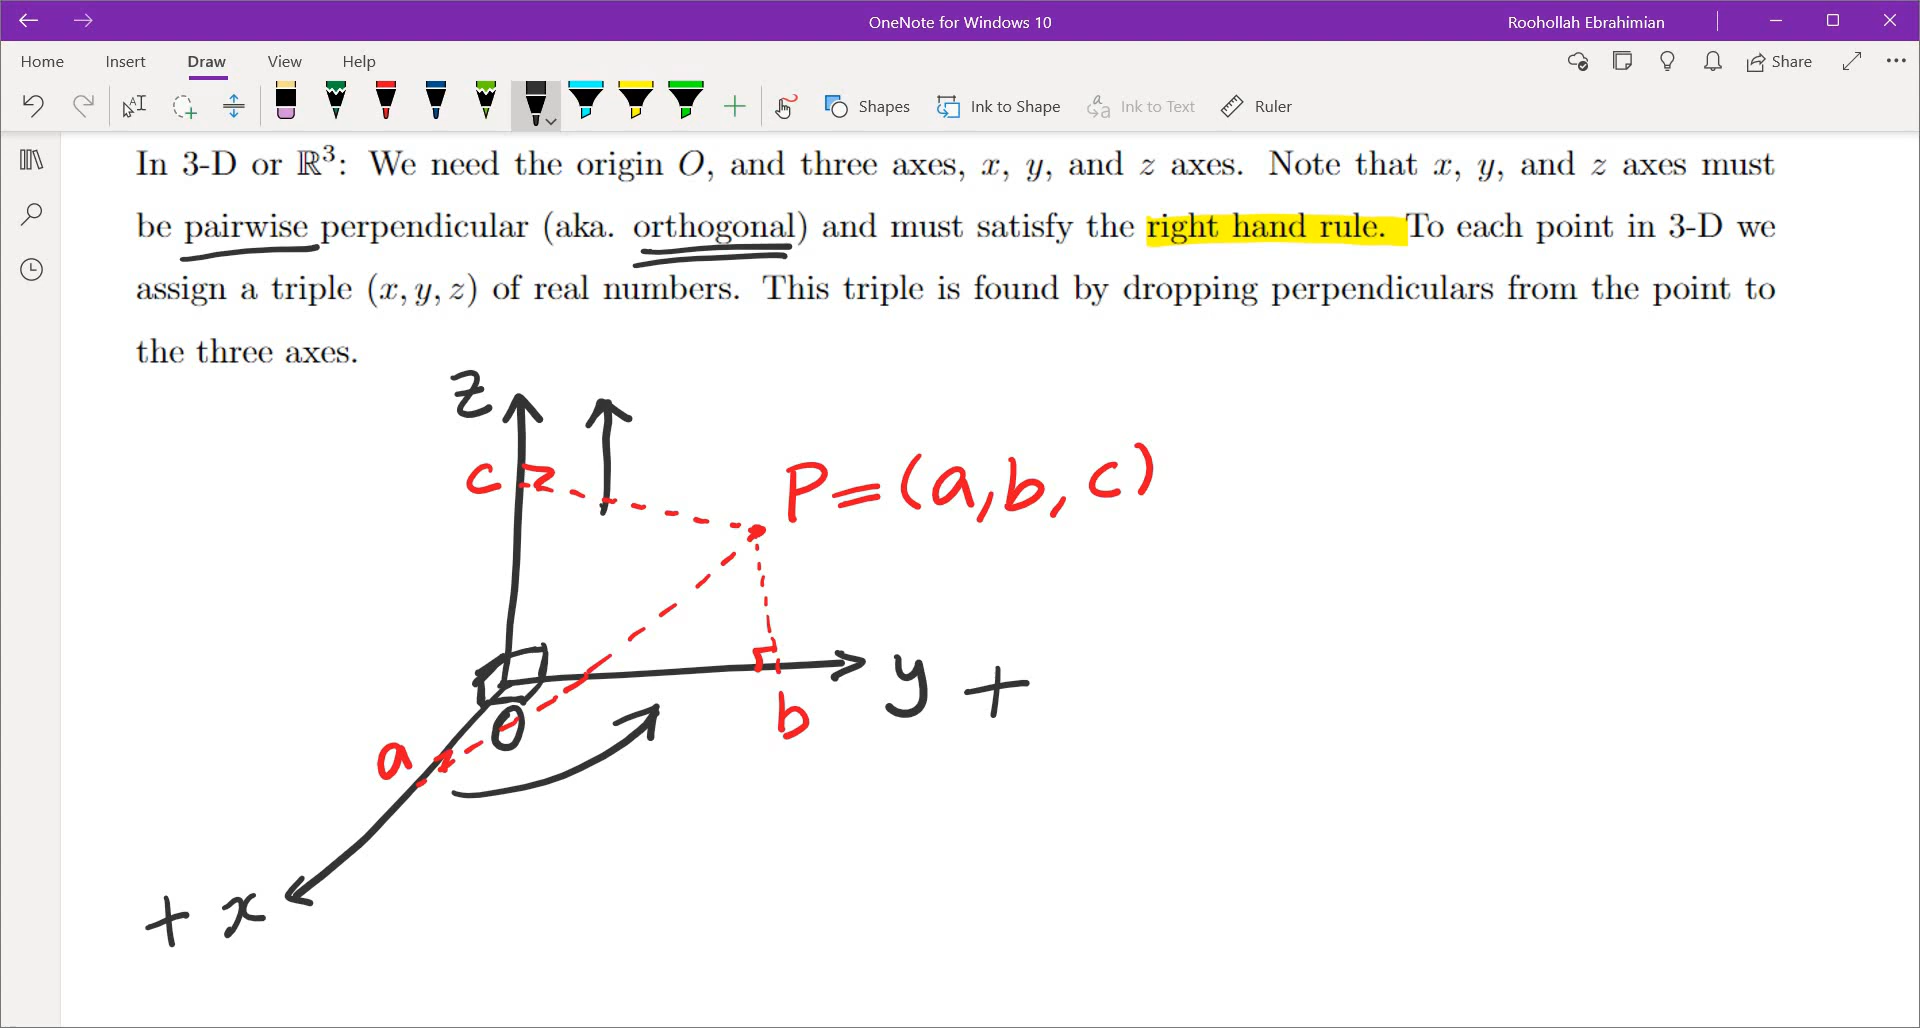 OneNote for Windows 10
Roohollah Ebrahimian
Home Insert Draw View Help
Share
Shapes Ink to Shape Ink to Text Ruler
In 3-D or ℝ³: We need the origin O, and three axes, x, y, and z axes. Note that x, y, and z axes must
be pairwise perpendicular (aka. orthogonal) and must satisfy the right hand rule. To each point in 3-D we
assign a triple (x, y, z) of real numbers. This triple is found by dropping perpendiculars from the point to
the three axes.
z
c
P=(a,b,c)
y +
O
b
a
+ x